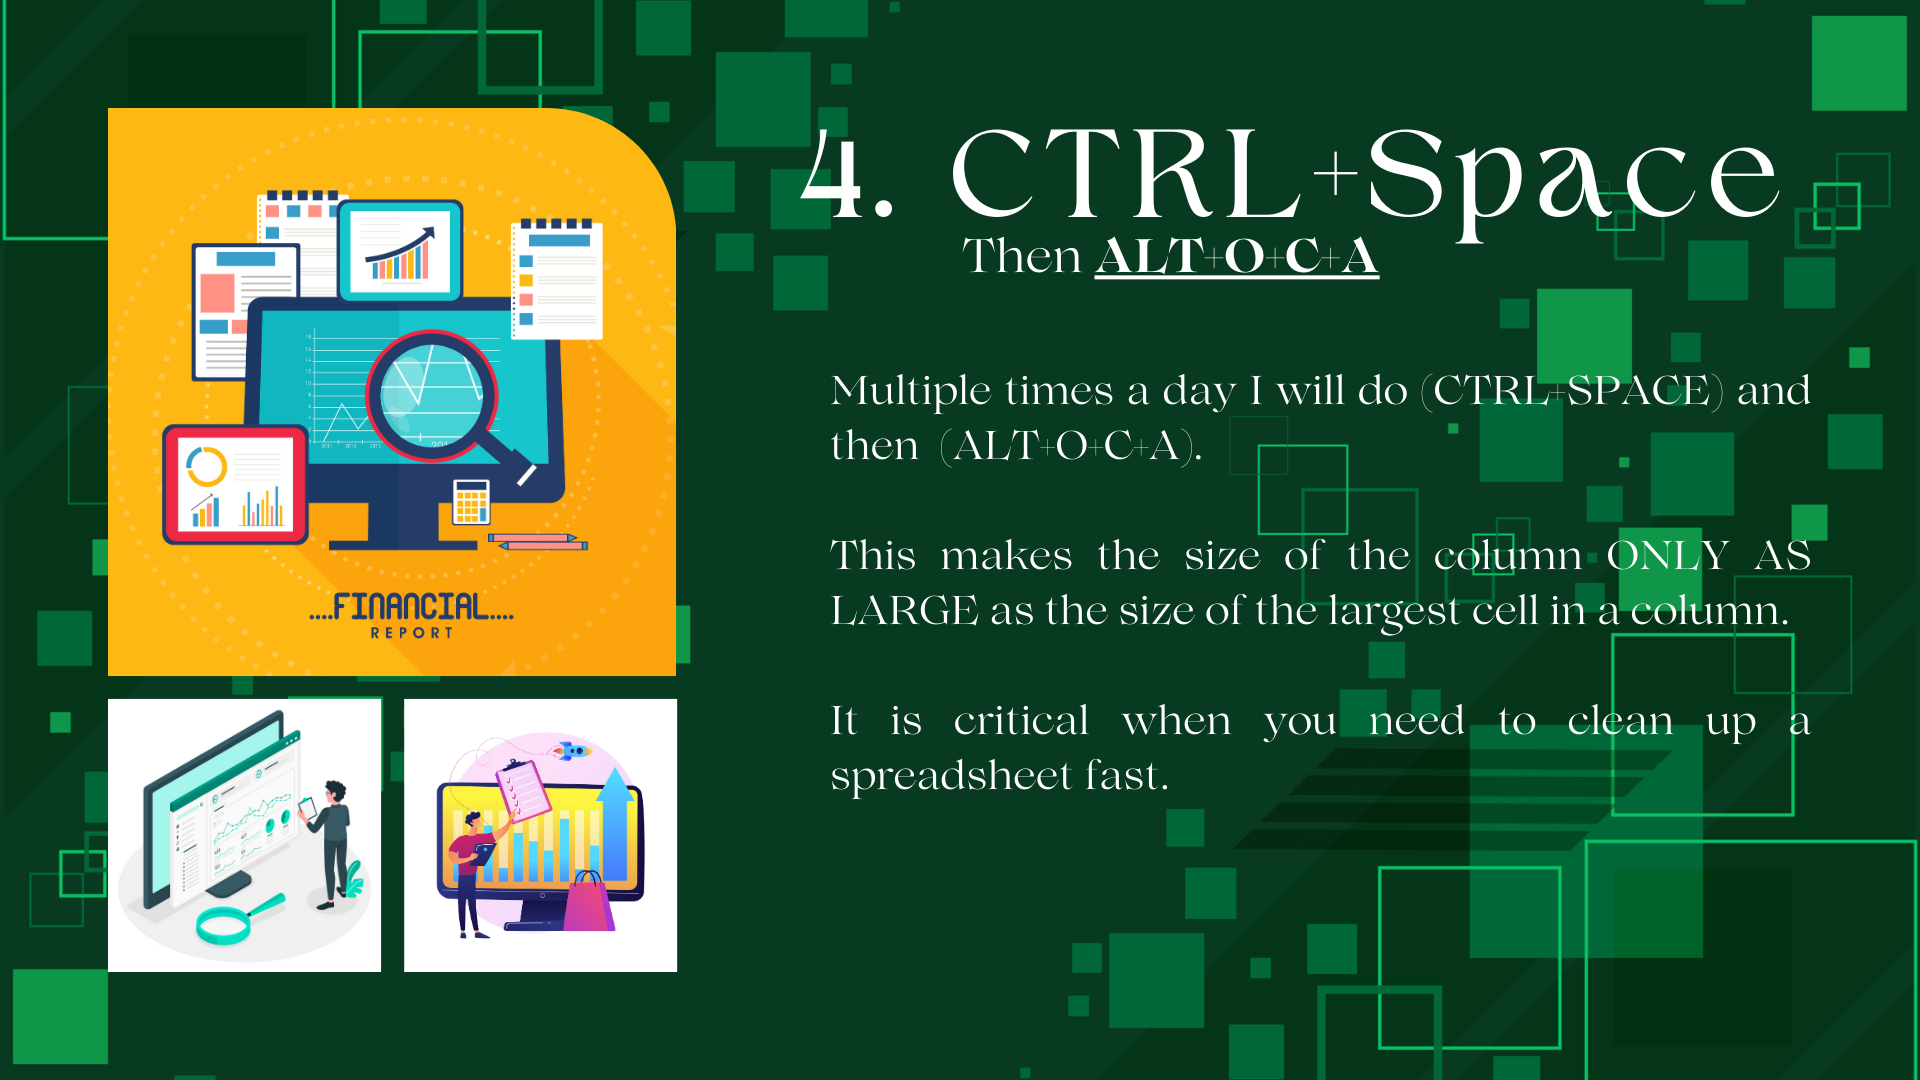 4. CTRL+Space
Then ALT+O+C+A
Multiple times a day I will do (CTRL+SPACE) and
then (ALT+O+C+A).
This makes the size of the column ONLY AS
LARGE as the size of the largest cell in a column.
It is critical when you need to clean up a
spreadsheet fast.
....FINANCIAL....
REPORT